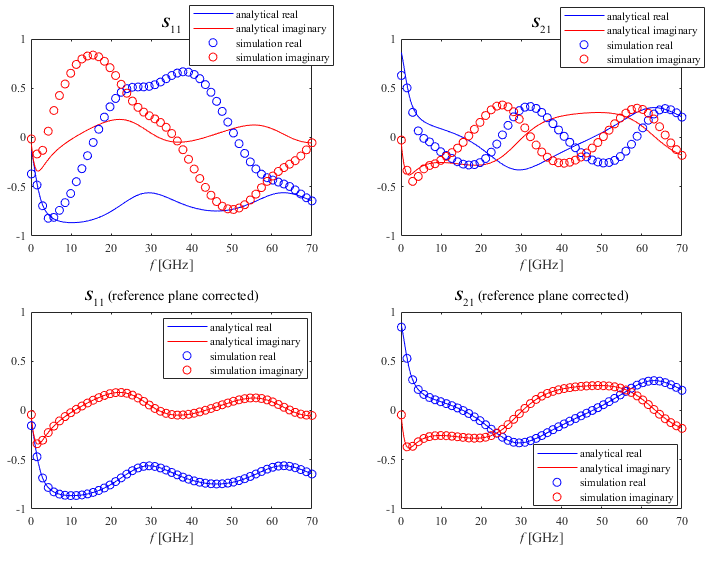 S11
analytical real
analytical imaginary
simulation real
simulation imaginary
1
0.5
0
-0.5
-1
0 10 20 30 40 50 60 70
f [GHz]
S21
analytical real
analytical imaginary
simulation real
simulation imaginary
1
0.5
0
-0.5
-1
0 10 20 30 40 50 60 70
f [GHz]
S11 (reference plane corrected)
analytical real
analytical imaginary
simulation real
simulation imaginary
1
0.5
0
-0.5
-1
0 10 20 30 40 50 60 70
f [GHz]
S21 (reference plane corrected)
1
0.5
0
-0.5
-1
analytical real
analytical imaginary
simulation real
simulation imaginary
0 10 20 30 40 50 60 70
f [GHz]